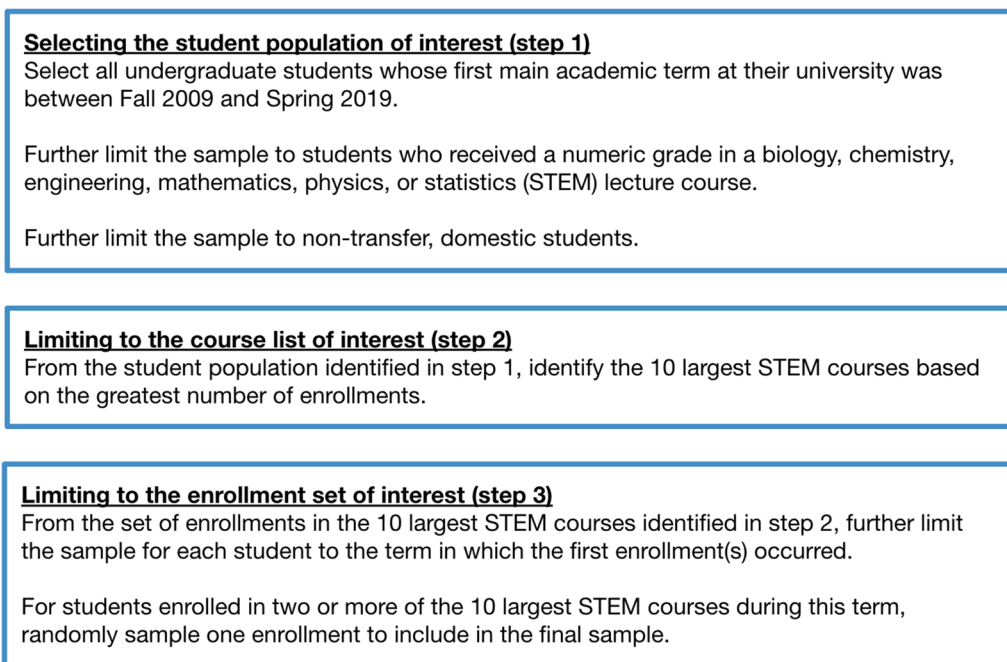 Selecting the student population of interest (step 1)
Select all undergraduate students whose first main academic term at their university was
between Fall 2009 and Spring 2019.
Further limit the sample to students who received a numeric grade in a biology, chemistry,
engineering, mathematics, physics, or statistics (STEM) lecture course.
Further limit the sample to non-transfer, domestic students.
Limiting to the course list of interest (step 2)
From the student population identified in step 1, identify the 10 largest STEM courses based
on the greatest number of enrollments.
Limiting to the enrollment set of interest (step 3)
From the set of enrollments in the 10 largest STEM courses identified in step 2, further limit
the sample for each student to the term in which the first enrollment(s) occurred.
For students enrolled in two or more of the 10 largest STEM courses during this term,
randomly sample one enrollment to include in the final sample.